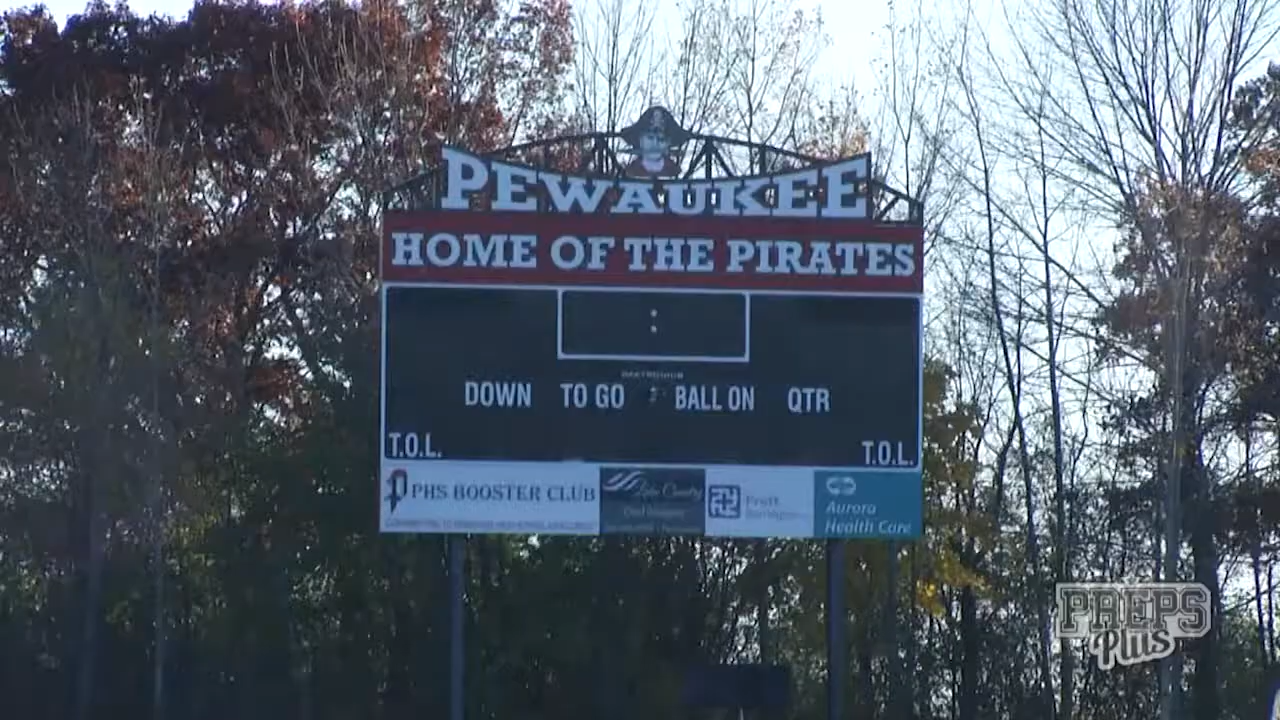 PEWAUKEE
HOME OF THE PIRATES
:
DAKTRONICS
DOWN TO GO BALL ON QTR
T.O.L. T.O.L.
PHS BOOSTER CLUB
Aurora
Health Care
PREPS
Plus